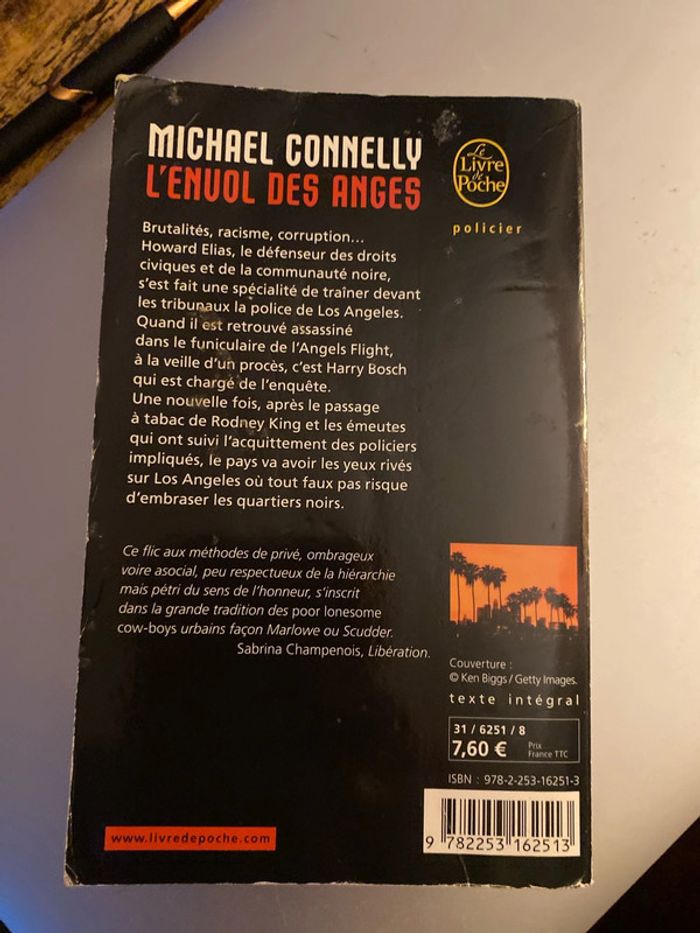 MICHAEL CONNELLY
L'ENVOL DES ANGES
Le
Livre
de
Poche
policier
Brutalités, racisme, corruption...
Howard Elias, le défenseur des droits
civiques et de la communauté noire,
s'est fait une spécialité de traîner devant
les tribunaux la police de Los Angeles.
Quand il est retrouvé assassiné
dans le funiculaire de l'Angels Flight,
à la veille d'un procès, c'est Harry Bosch
qui est chargé de l'enquête.
Une nouvelle fois, après le passage
à tabac de Rodney King et les émeutes
qui ont suivi l'acquittement des policiers
impliqués, le pays va avoir les yeux rivés
sur Los Angeles où tout faux pas risque
d'embraser les quartiers noirs.
Ce flic aux méthodes de privé, ombrageux
voire asocial, peu respectueux de la hiérarchie
mais pétri du sens de l'honneur, s'inscrit
dans la grande tradition des poor lonesome
cow-boys urbains façon Marlowe ou Scudder.
Sabrina Champenois, Libération.
Couverture :
© Ken Biggs / Getty Images.
texte intégral
31 / 6251 / 8
7,60 € Prix
France TTC
ISBN : 978-2-253-16251-3
9 782253 162513
www.livredepoche.com